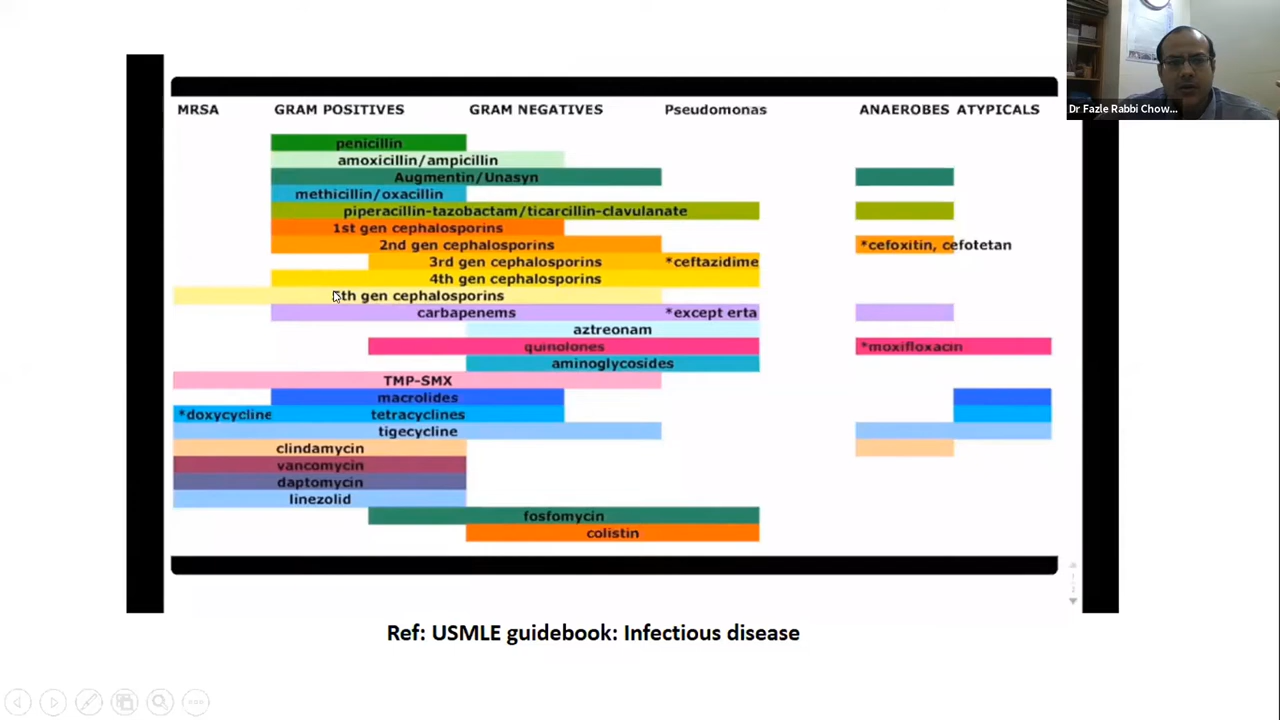 Dr Fazle Rabbi Chow...
MRSA GRAM POSITIVES GRAM NEGATIVES Pseudomonas ANAEROBES ATYPICALS
penicillin
amoxicillin/ampicillin
Augmentin/Unasyn
methicillin/oxacillin
piperacillin-tazobactam/ticarcillin-clavulanate
1st gen cephalosporins
2nd gen cephalosporins *cefoxitin, cefotetan
3rd gen cephalosporins *ceftazidime
4th gen cephalosporins
5th gen cephalosporins
carbapenems *except erta
aztreonam
quinolones *moxifloxacin
aminoglycosides
TMP-SMX
macrolides
*doxycycline tetracyclines
tigecycline
clindamycin
vancomycin
daptomycin
linezolid
fosfomycin
colistin
Ref: USMLE guidebook: Infectious disease